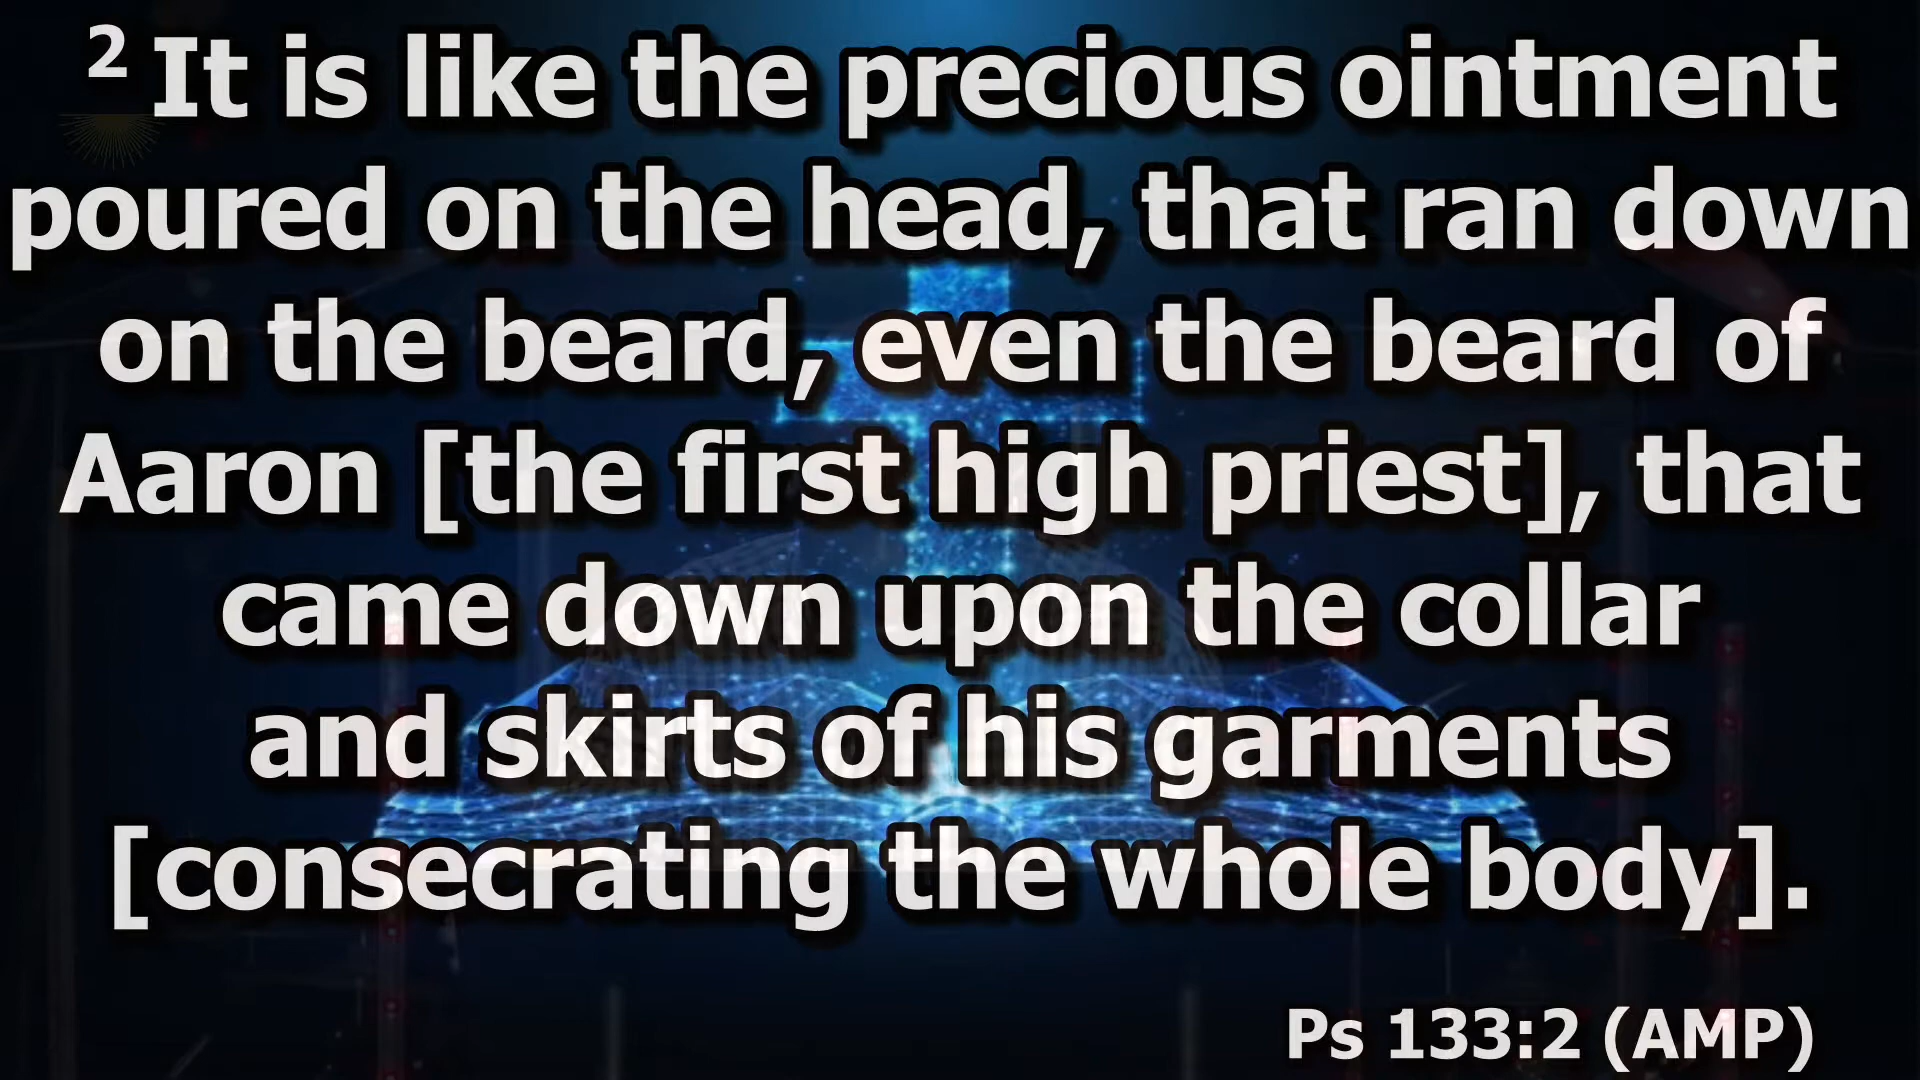 2 It is like the precious ointment
poured on the head, that ran down
on the beard, even the beard of
Aaron [the first high priest], that
came down upon the collar
and skirts of his garments
[consecrating the whole body].
Ps 133:2 (AMP)